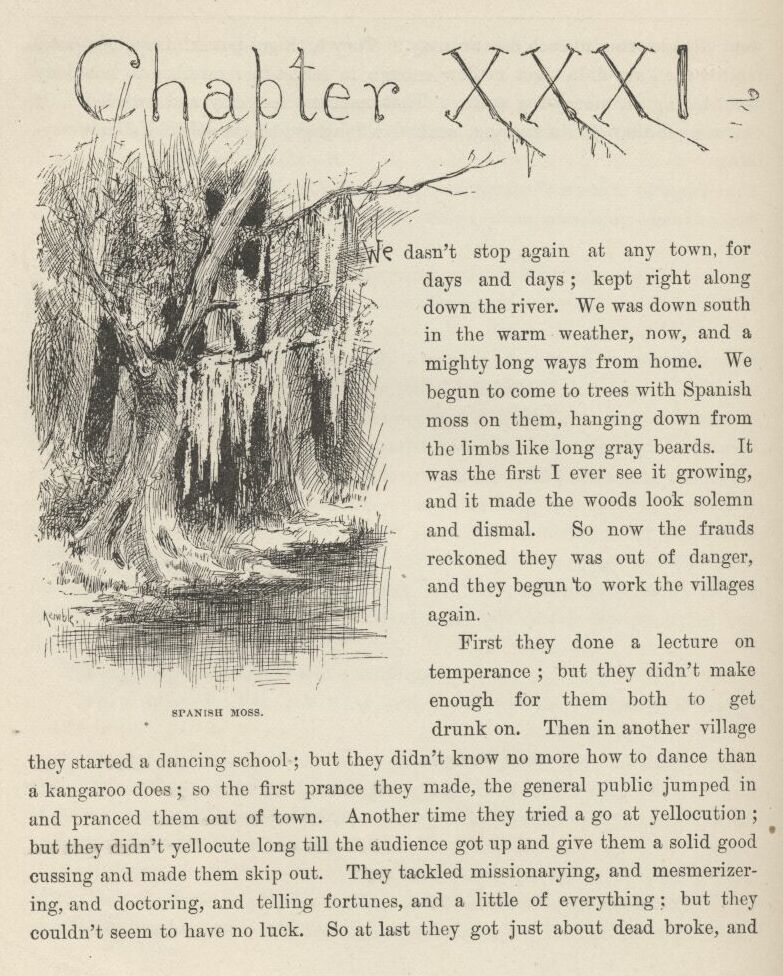 Chapter XXXI
We dasn't stop again at any town, for
days and days; kept right along
down the river. We was down south
in the warm weather, now, and a
mighty long ways from home. We
begun to come to trees with Spanish
moss on them, hanging down from
the limbs like long gray beards. It
was the first I ever see it growing,
and it made the woods look solemn
and dismal. So now the frauds
reckoned they was out of danger,
and they begun to work the villages
again.
First they done a lecture on
temperance; but they didn't make
enough for them both to get
drunk on. Then in another village
Kemble
SPANISH MOSS.
they started a dancing school; but they didn't know no more how to dance than
a kangaroo does; so the first prance they made, the general public jumped in
and pranced them out of town. Another time they tried a go at yellocution;
but they didn't yellocute long till the audience got up and give them a solid good
cussing and made them skip out. They tackled missionarying, and mesmerizer-
ing, and doctoring, and telling fortunes, and a little of everything; but they
couldn't seem to have no luck. So at last they got just about dead broke, and